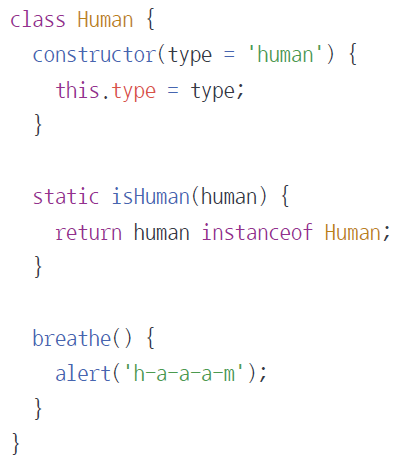 class Human {
  constructor(type = 'human') {
    this.type = type;
  }

  static isHuman(human) {
    return human instanceof Human;
  }

  breathe() {
    alert('h-a-a-a-m');
  }
}